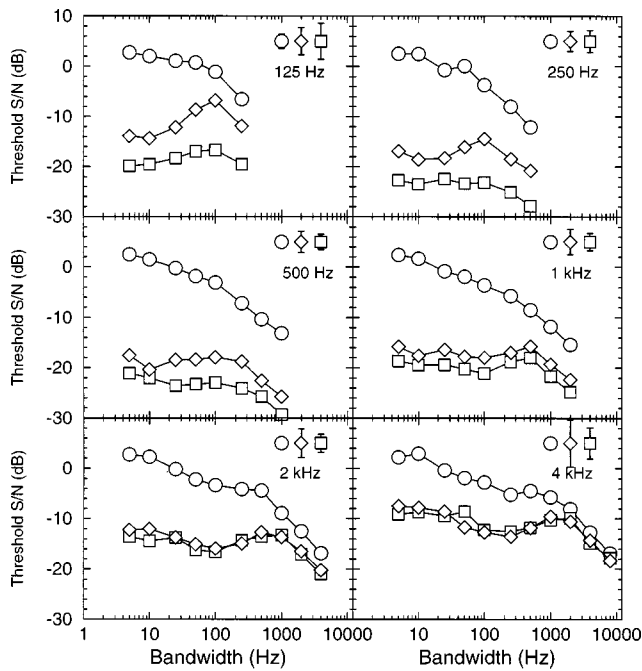 10
0
-10
-20
-30
Threshold S/N (dB)
125 Hz
250 Hz
0
-10
-20
-30
Threshold S/N (dB)
500 Hz
1 kHz
0
-10
-20
-30
Threshold S/N (dB)
2 kHz
4 kHz
1 10 100 1000 10 100 1000 10000
Bandwidth (Hz) Bandwidth (Hz)